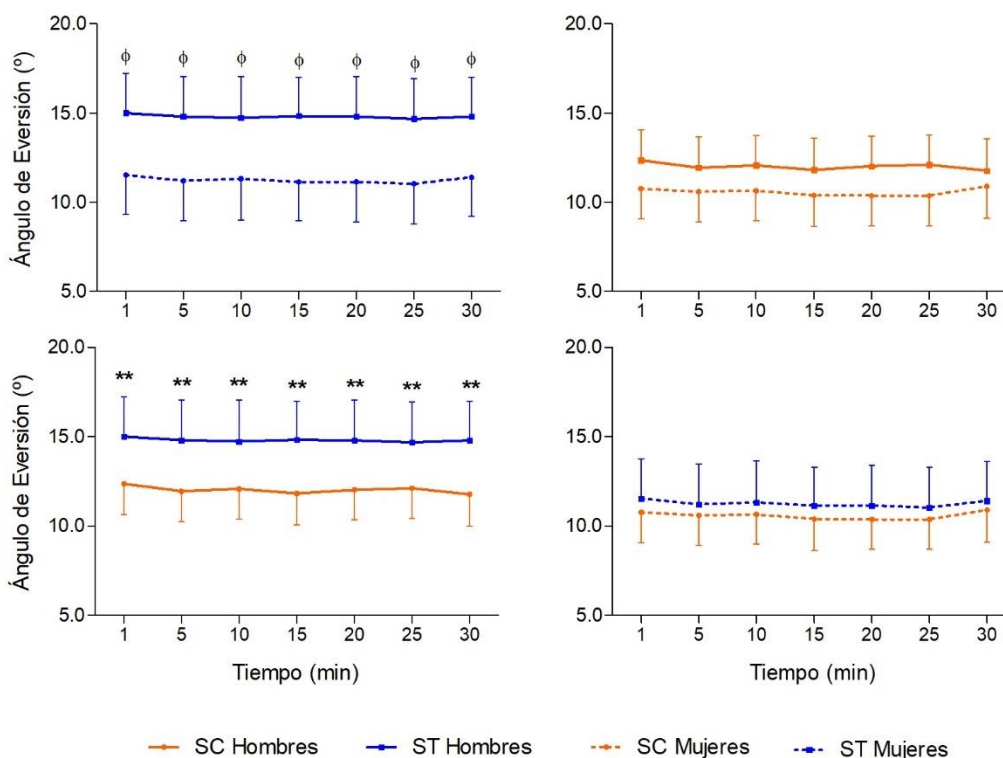 20.0
15.0
10.0
5.0
Ángulo de Eversión (º)
ϕ ϕ ϕ ϕ ϕ ϕ ϕ
1 5 10 15 20 25 30
20.0
15.0
10.0
5.0
1 5 10 15 20 25 30
20.0
15.0
10.0
5.0
Ángulo de Eversión (º)
** ** ** ** ** ** **
1 5 10 15 20 25 30
Tiempo (min)
20.0
15.0
10.0
5.0
1 5 10 15 20 25 30
Tiempo (min)
SC Hombres ST Hombres SC Mujeres ST Mujeres